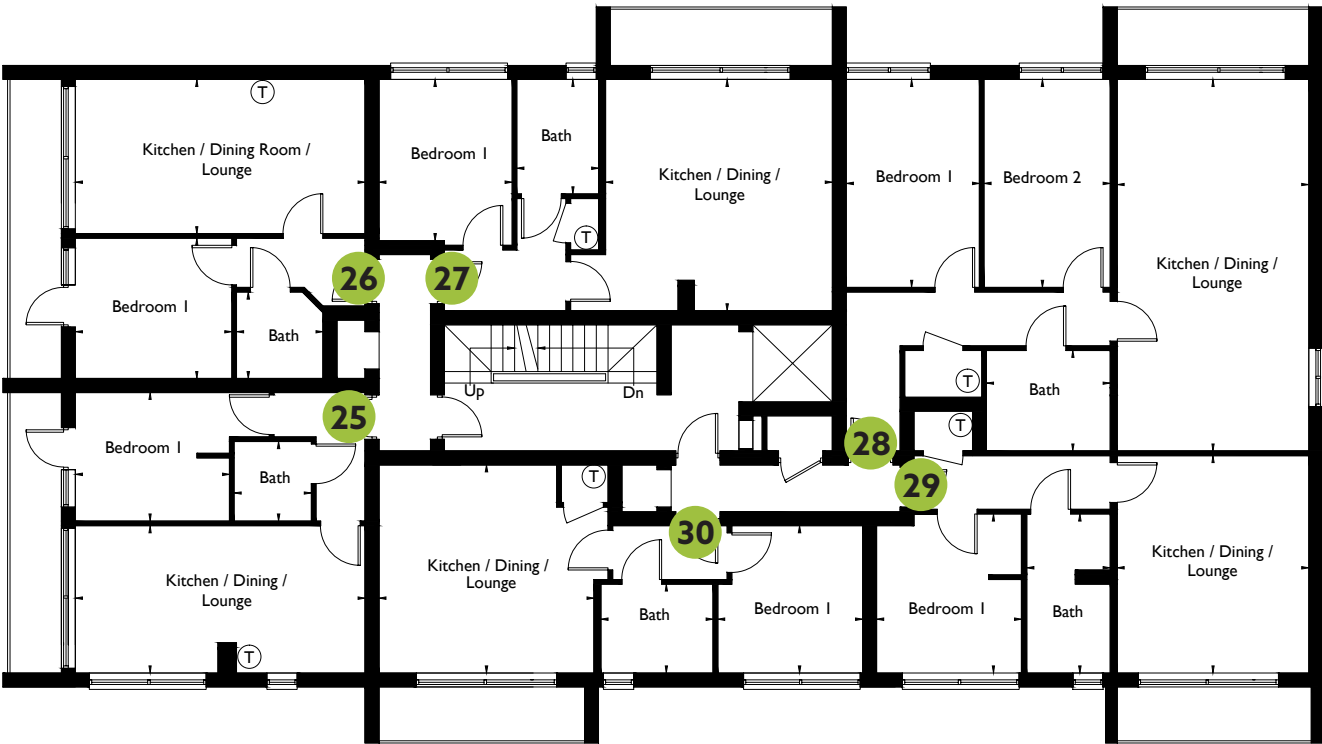 T
Kitchen / Dining Room /
Lounge
Bedroom 1
Bath
Kitchen / Dining /
Lounge
T
Bedroom 1
Bedroom 2
Kitchen / Dining /
Lounge
26
27
Bedroom 1
Bath
Up
Dn
T
Bath
25
T
28
Bedroom 1
Bath
T
29
30
Kitchen / Dining /
Lounge
Kitchen / Dining /
Lounge
Bath
Bedroom 1
Bedroom 1
Bath
Kitchen / Dining /
Lounge
T